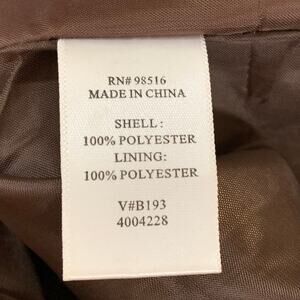 RN# 98516
MADE IN CHINA
SHELL:
100% POLYESTER
LINING:
100% POLYESTER
V#B193
4004228